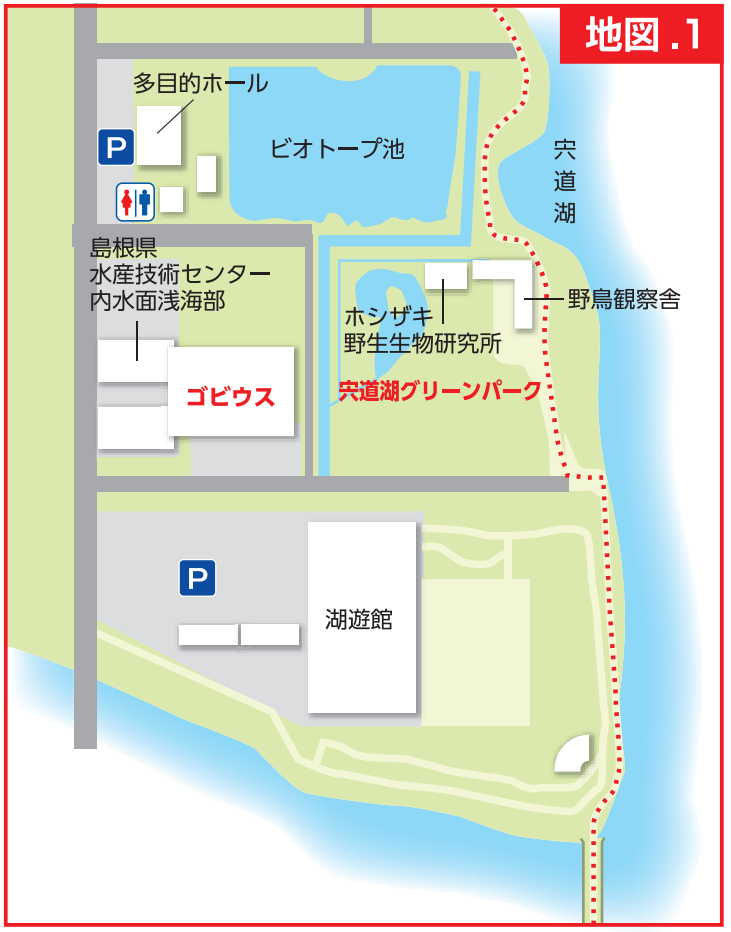 地図.1
多目的ホール
P
ビオトープ池
宍道湖
島根県
水産技術センター
内水面浅海部
ホシザキ
野生生物研究所
野鳥観察舎
ゴビウス
宍道湖グリーンパーク
P
湖遊館